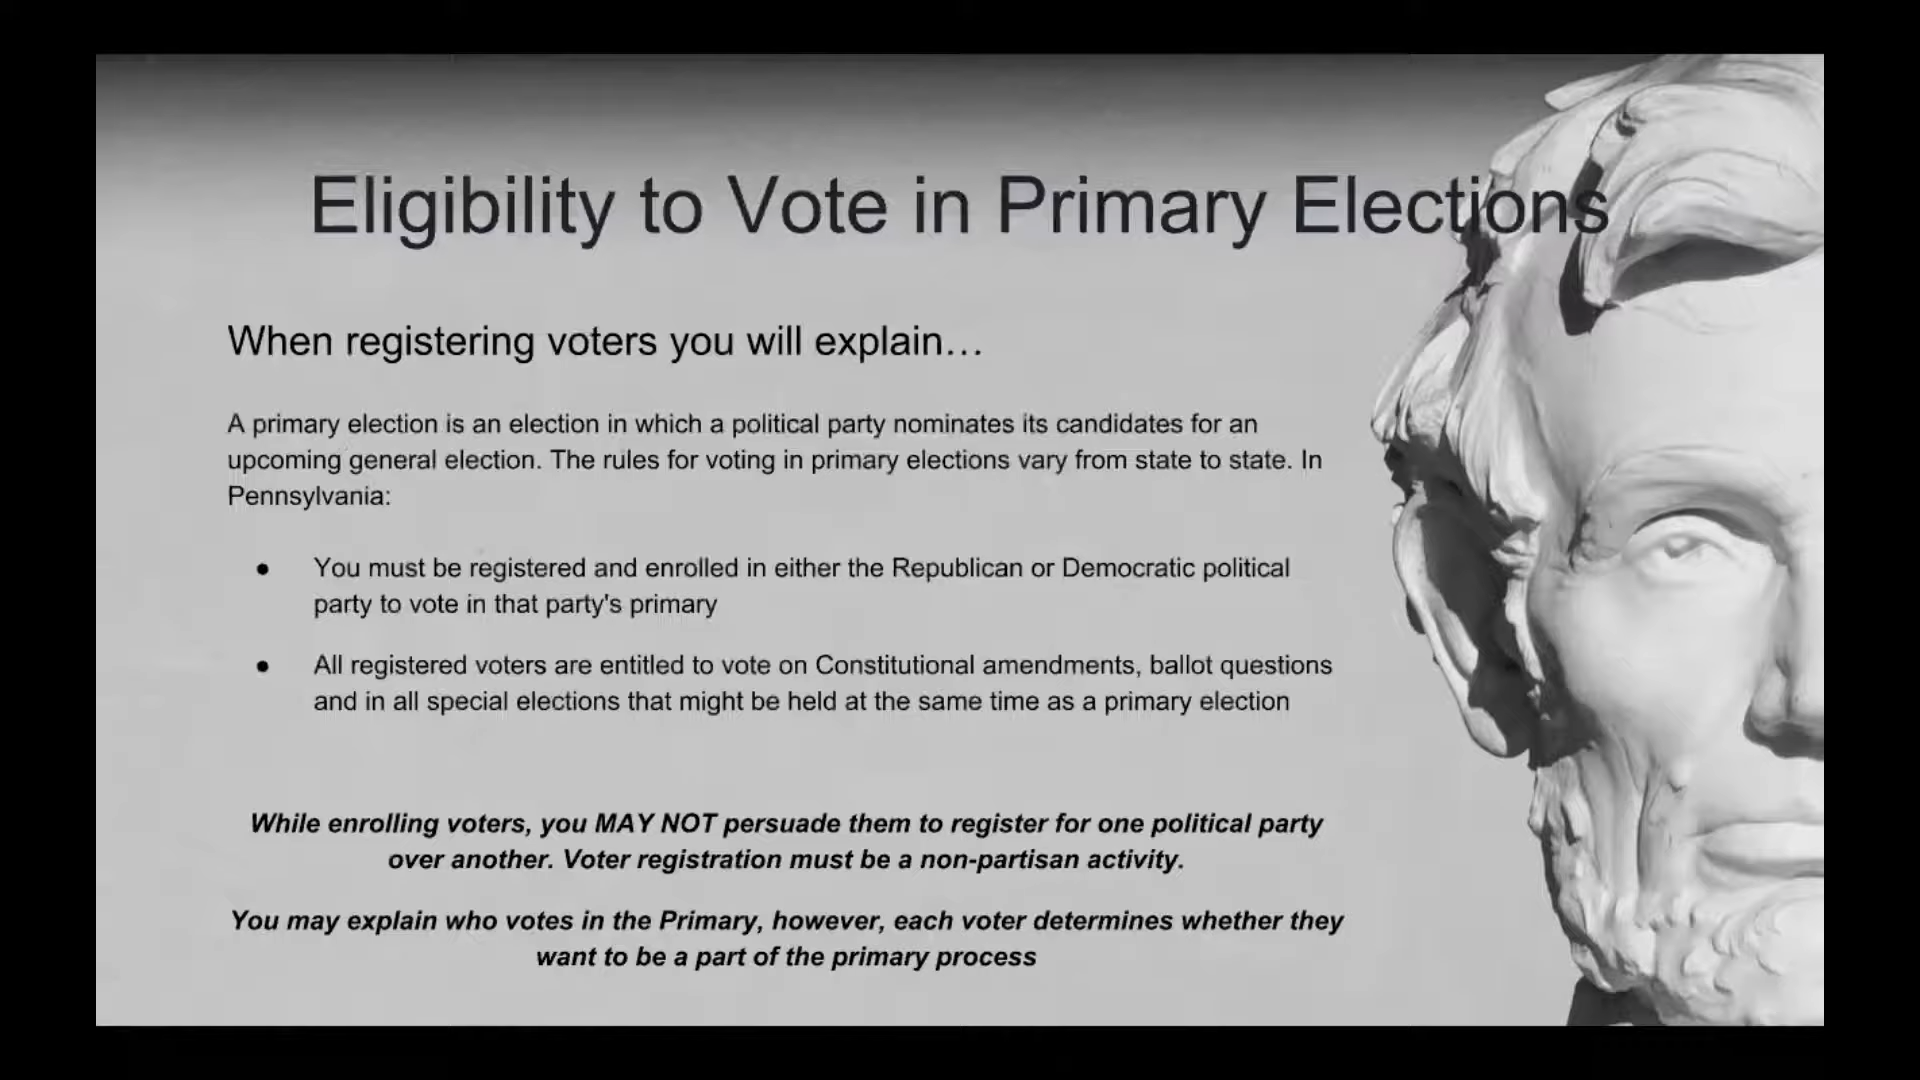 Eligibility to Vote in Primary Elections
When registering voters you will explain…
A primary election is an election in which a political party nominates its candidates for an
upcoming general election. The rules for voting in primary elections vary from state to state. In
Pennsylvania:
● You must be registered and enrolled in either the Republican or Democratic political
party to vote in that party's primary
● All registered voters are entitled to vote on Constitutional amendments, ballot questions
and in all special elections that might be held at the same time as a primary election
While enrolling voters, you MAY NOT persuade them to register for one political party
over another. Voter registration must be a non-partisan activity.
You may explain who votes in the Primary, however, each voter determines whether they
want to be a part of the primary process